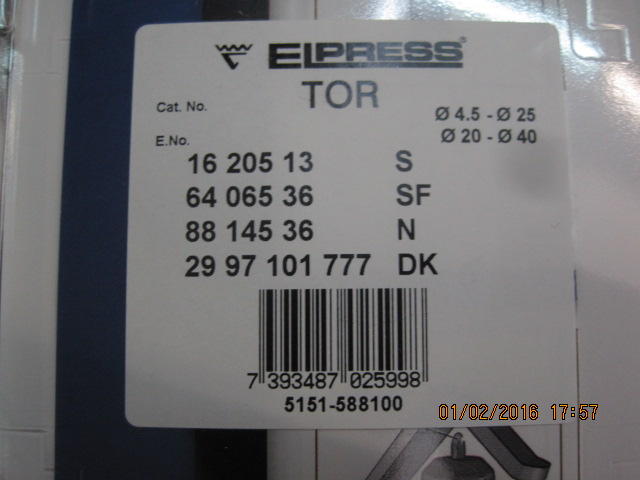 ELPRESS®
TOR
Cat. No.
Ø 4.5 - Ø 25
Ø 20 - Ø 40
E.No.
16 205 13 S
64 065 36 SF
88 145 36 N
29 97 101 777 DK
7 393487 025998
5151-588100
01/02/2016 17:57